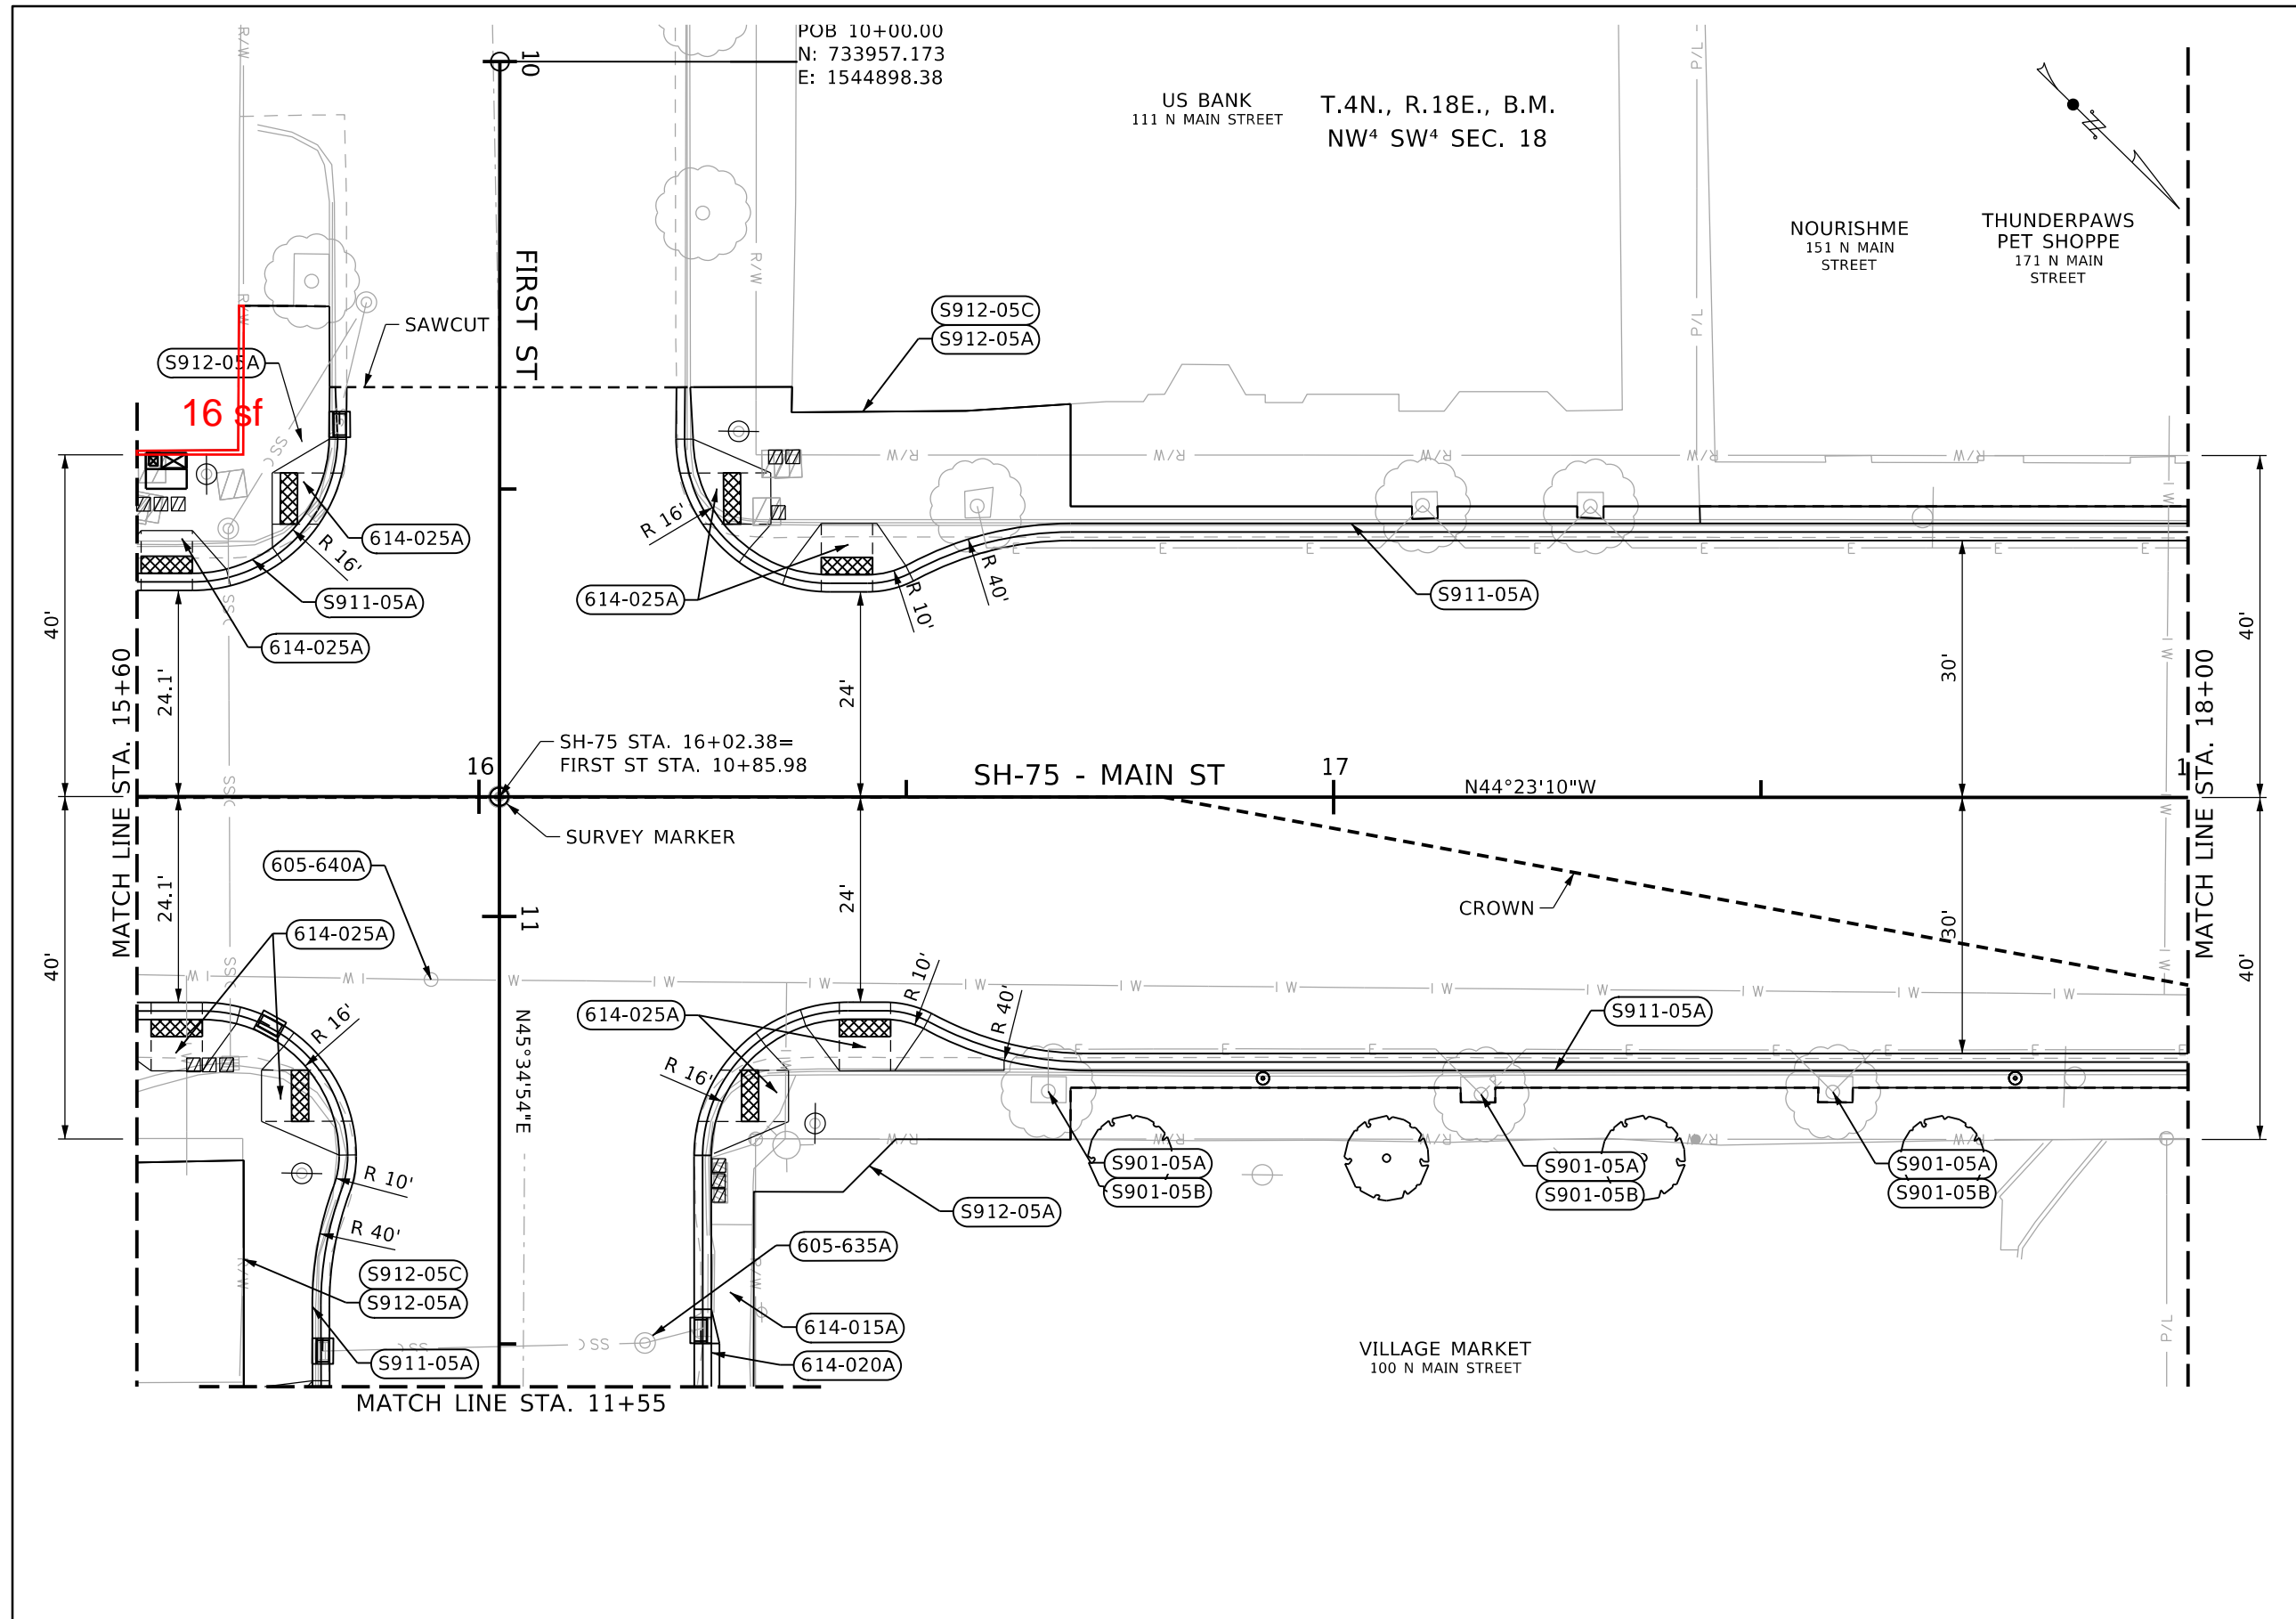 POB 10+00.00
N: 733957.173
E: 1544898.38
10
US BANK
111 N MAIN STREET
T.4N., R.18E., B.M.
NW⁴ SW⁴ SEC. 18
NOURISHME
151 N MAIN
STREET
THUNDERPAWS
PET SHOPPE
171 N MAIN
STREET
R/W
R/W
R/W
P/L
P/L
FIRST ST
SAWCUT
S912-05C
S912-05A
S912-05A
16 sf
SS
R/W
R/W
R/W
R/W
R/W
R 16'
R 16'
614-025A
614-025A
S911-05A
614-025A
R 10'
R 40'
E
E
E
E
E
E
E
E
E
S911-05A
40'
24.1'
24'
30'
40'
MATCH LINE STA. 15+60
MATCH LINE STA. 18+00
SH-75 STA. 16+02.38=
FIRST ST STA. 10+85.98
16
SH-75 - MAIN ST
17
N44°23'10"W
1
SURVEY MARKER
605-640A
24.1'
24'
30'
40'
40'
CROWN
11
614-025A
W
W
W
W
W
W
W
W
W
W
W
W
N45°34'54"E
R 16'
614-025A
R 10'
R 40'
S911-05A
R 16'
E
E
E
E
E
E
E
E
R/W
R/W
R/W
R/W
R/W
R 10'
R 40'
S901-05A
S901-05B
S901-05A
S901-05B
S901-05A
S901-05B
S912-05A
605-635A
S912-05C
S912-05A
R/W
R/W
614-015A
S911-05A
614-020A
SS
SS
P/L
VILLAGE MARKET
100 N MAIN STREET
MATCH LINE STA. 11+55